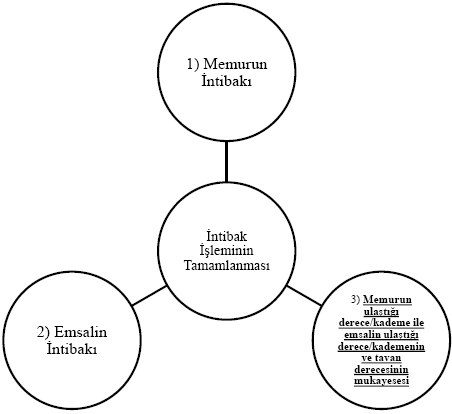 1) Memurun
İntibakı
İntibak
İşleminin
Tamamlanması
2) Emsalin
İntibakı
3) Memurun
ulaştığı
derece/kademe ile
emsalin ulaştığı
derece/kademenin
ve tavan
derecesinin
mukayesesi